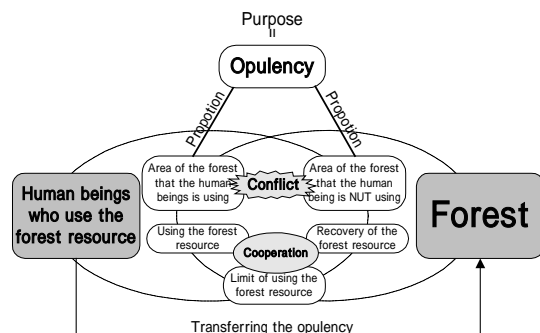 Purpose
=
Opulency
Propotion
Propotion
Area of the forest
that the human
beings is using
Conflict
Area of the forest
that the human
being is NUT using
Human beings
who use the
forest resource
Forest
Using the forest
resource
Recovery of the
forest resource
Cooperation
Limit of using the
forest resource
Transferring the opulency